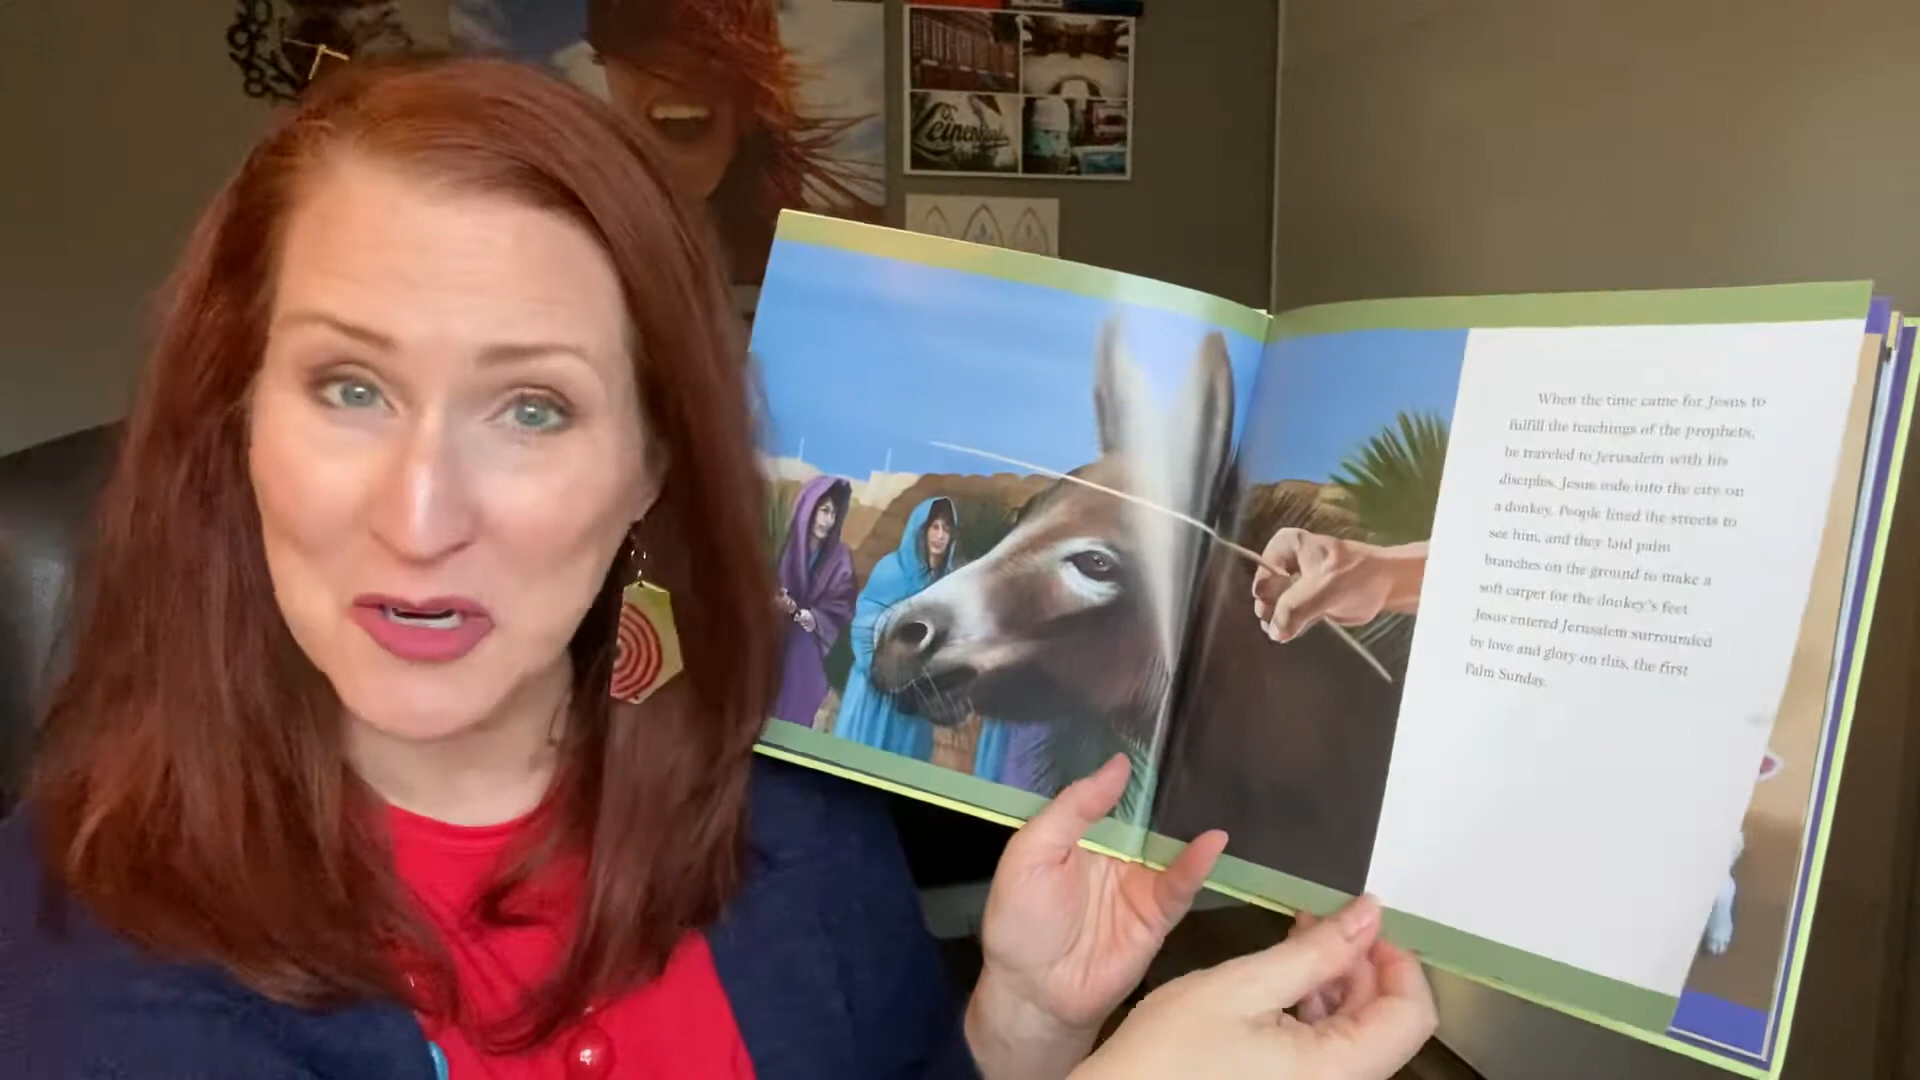 Leinenkugel's
When the time came for Jesus to
fulfill the teachings of the prophets,
he traveled to Jerusalem with his
disciples. Jesus rode into the city on
a donkey. People lined the streets to
see him, and they laid palm
branches on the ground to make a
soft carpet for the donkey's feet
Jesus entered Jerusalem surrounded
by love and glory on this, the first
Palm Sunday.